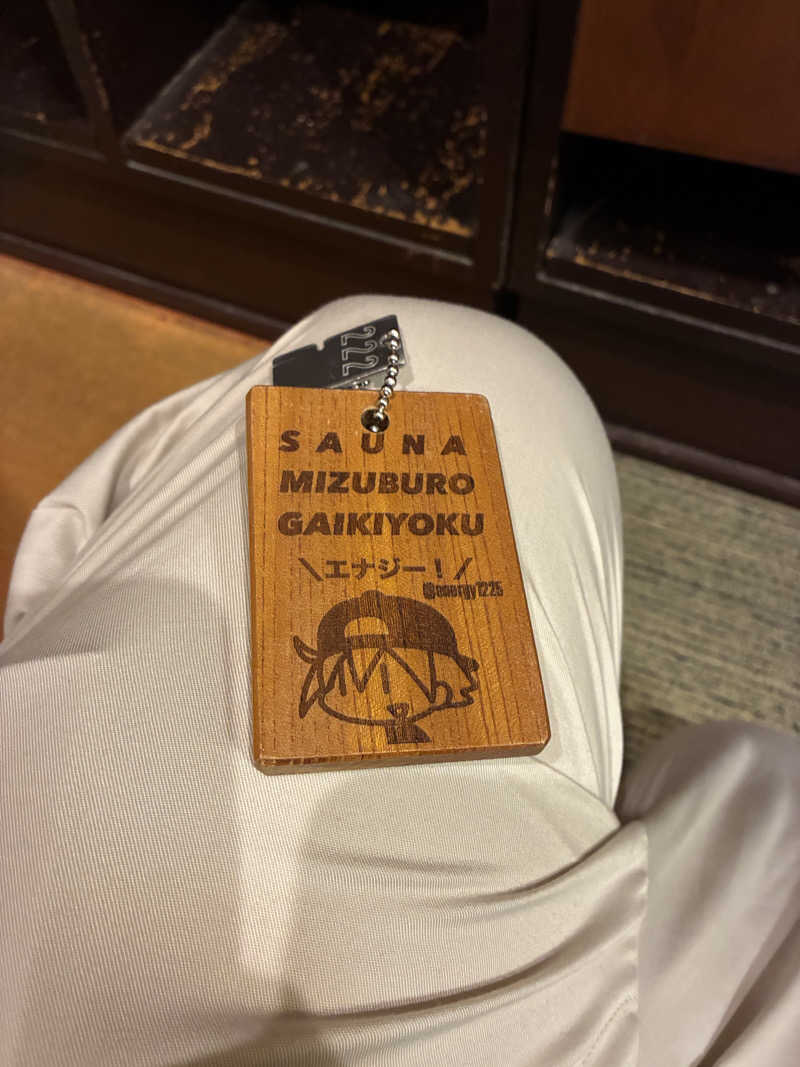 222
SAUNA
MIZUBURO
GAIKIYOKU
\エナジー！/
@energy1225